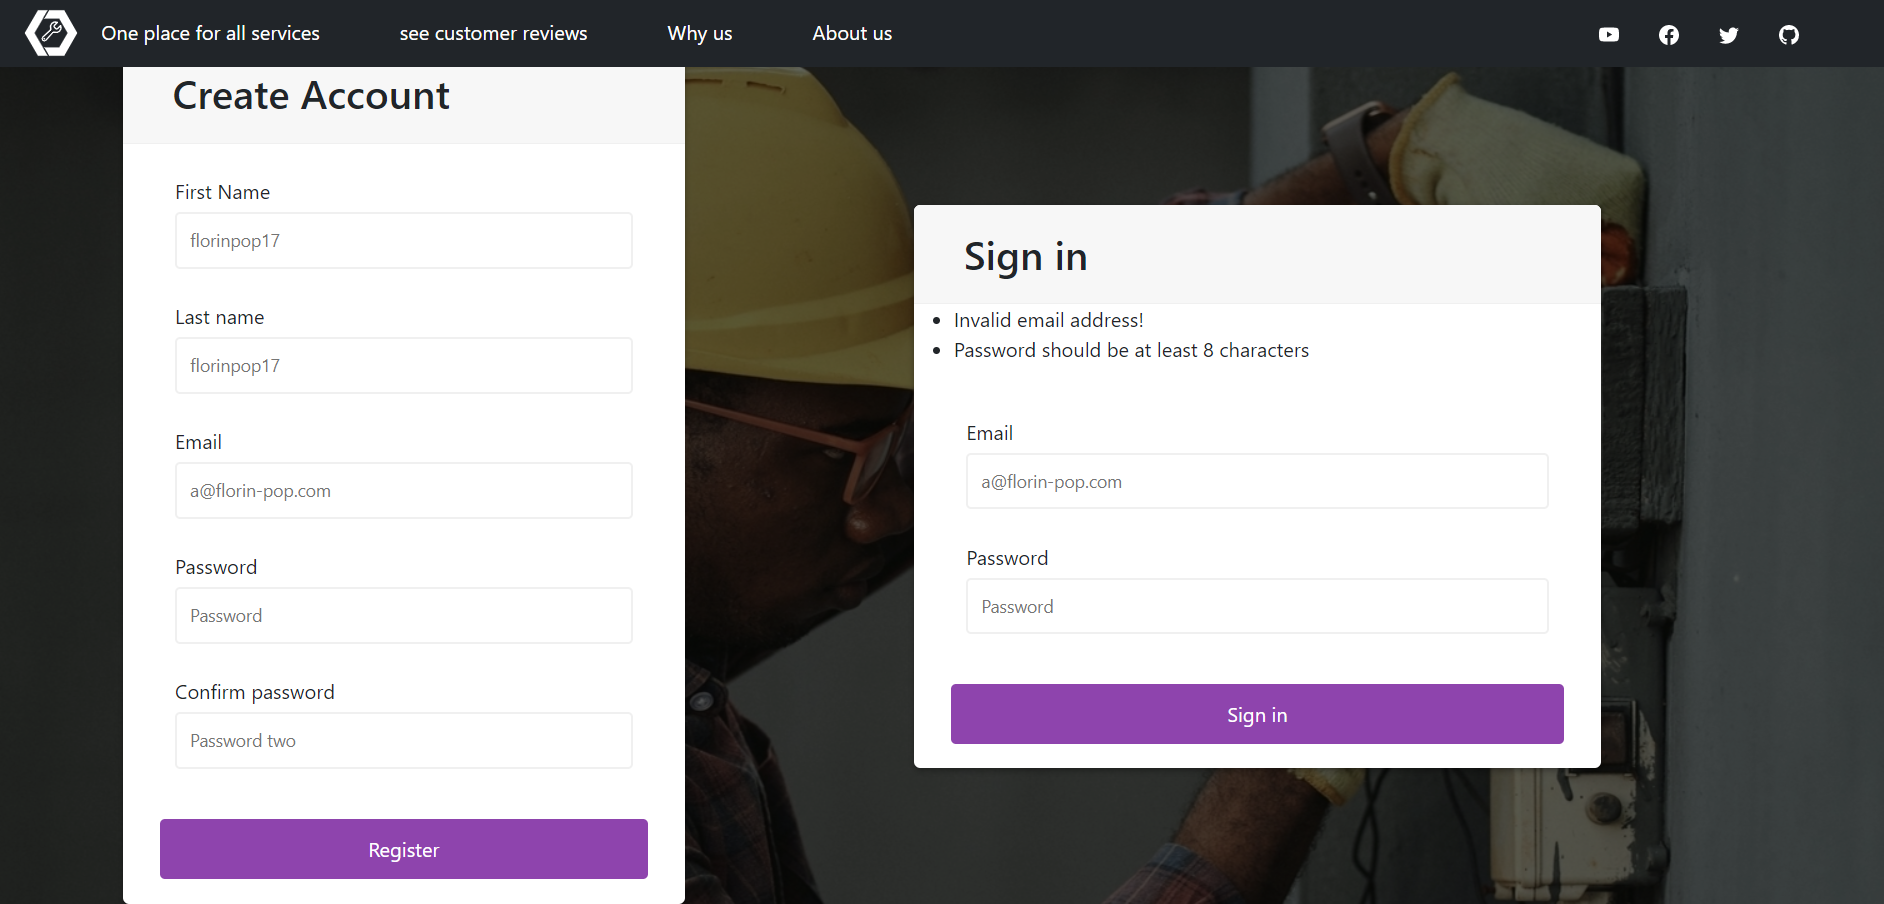 One place for all services
see customer reviews
Why us
About us
Create Account
First Name
florinpop17
Last name
florinpop17
Email
a@florin-pop.com
Password
Password
Confirm password
Password two
Register
Sign in
Invalid email address!
Password should be at least 8 characters
Email
a@florin-pop.com
Password
Password
Sign in